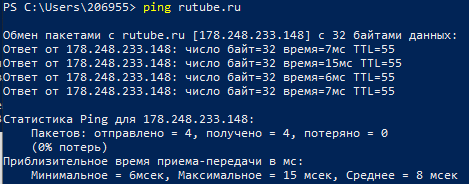 PS C:\Users\206955> ping rutube.ru
Обмен пакетами с rutube.ru [178.248.233.148] с 32 байтами данных:
Ответ от 178.248.233.148: число байт=32 время=7мс TTL=55
Ответ от 178.248.233.148: число байт=32 время=15мс TTL=55
Ответ от 178.248.233.148: число байт=32 время=6мс TTL=55
Ответ от 178.248.233.148: число байт=32 время=7мс TTL=55
Статистика Ping для 178.248.233.148:
Пакетов: отправлено = 4, получено = 4, потеряно = 0
(0% потерь)
Приблизительное время приема-передачи в мс:
Минимальное = 6мсек, Максимальное = 15 мсек, Среднее = 8 мсек